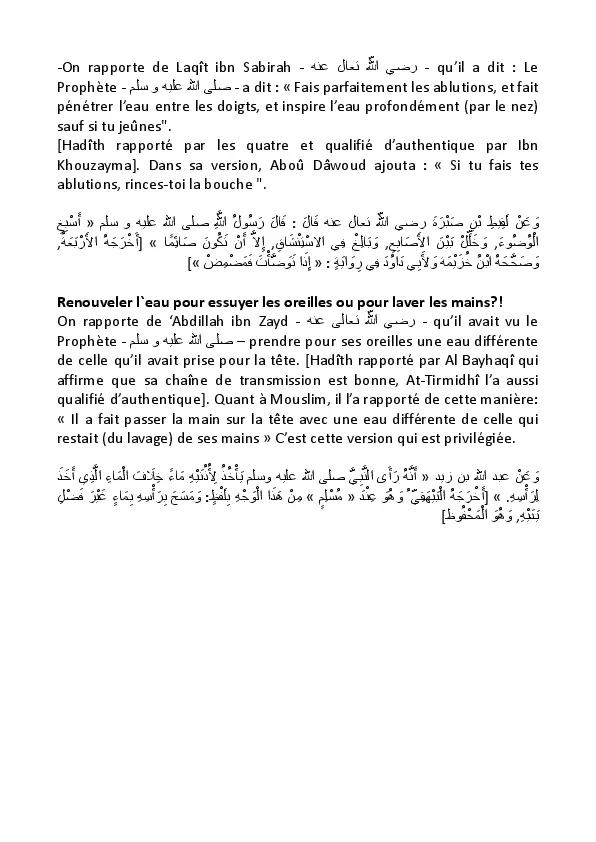 -On rapporte de Laqît ibn Sabirah - رضي الله تعال عنه - qu’il a dit : Le
Prophète - صلى الله عليه و سلم - a dit : « Fais parfaitement les ablutions, et fait
pénétrer l’eau entre les doigts, et inspire l’eau profondément (par le nez)
sauf si tu jeûnes".
[Hadîth rapporté par les quatre et qualifié d’authentique par Ibn
Khouzayma]. Dans sa version, Aboû Dâwoud ajouta : « Si tu fais tes
ablutions, rinces-toi la bouche ".
وَعَنْ لَقِيطِ بْنِ صَبْرَةَ رضي الله تعال عنه قَالَ : قَالَ رَسُولُ اللَّهِ صلى الله عليه و سلم « أَسْبِغِ
الْوُضُوءَ, وَخَلِّلْ بَيْنَ الأَصَابِعِ, وَبَالِغْ فِي الاسْتِنْشَاقِ, إِلاَّ أَنْ تَكُونَ صَائِمًا » [أَخْرَجَهُ الأَرْبَعَةُ,
وَصَحَّحَهُ ابْنُ خُزَيْمَة وَلأَبِي دَاوُدَ فِي رِوَايَةٍ : « إِذَا تَوَضَّأْتَ فَمَضْمِضْ »]
Renouveler l`eau pour essuyer les oreilles ou pour laver les mains?!
On rapporte de ‘Abdillah ibn Zayd - رضي الله تعالى عنه - qu’il avait vu le
Prophète - صلى الله عليه و سلم – prendre pour ses oreilles une eau différente
de celle qu’il avait prise pour la tête. [Hadîth rapporté par Al Bayhaqî qui
affirme que sa chaîne de transmission est bonne, At-Tirmidhî l’a aussi
qualifié d’authentique]. Quant à Mouslim, il l’a rapporté de cette manière:
« Il a fait passer la main sur la tête avec une eau différente de celle qui
restait (du lavage) de ses mains » C’est cette version qui est privilégiée.
وَعَنْ عبد الله بن زيد « أَنَّهُ رَأَى النَّبِيَّ صلى الله عليه وسلم يَأْخُذُ لِأُذُنَيْهِ مَاءً خِلَافَ الْمَاءِ الَّذِي أَخَذَ
لِرَأْسِهِ. » [أَخْرَجَهُ الْبَيْهَقِيُّ وَهُوَ عِنْدَ « مُسْلِمٍ » مِنْ هَذَا الْوَجْهِ بِلَفْظٍ: وَمَسَحَ بِرَأْسِهِ بِمَاءٍ غَيْرَ فَضْلِ
يَدَيْهِ, وَهُوَ الْمَحْفُوظ]